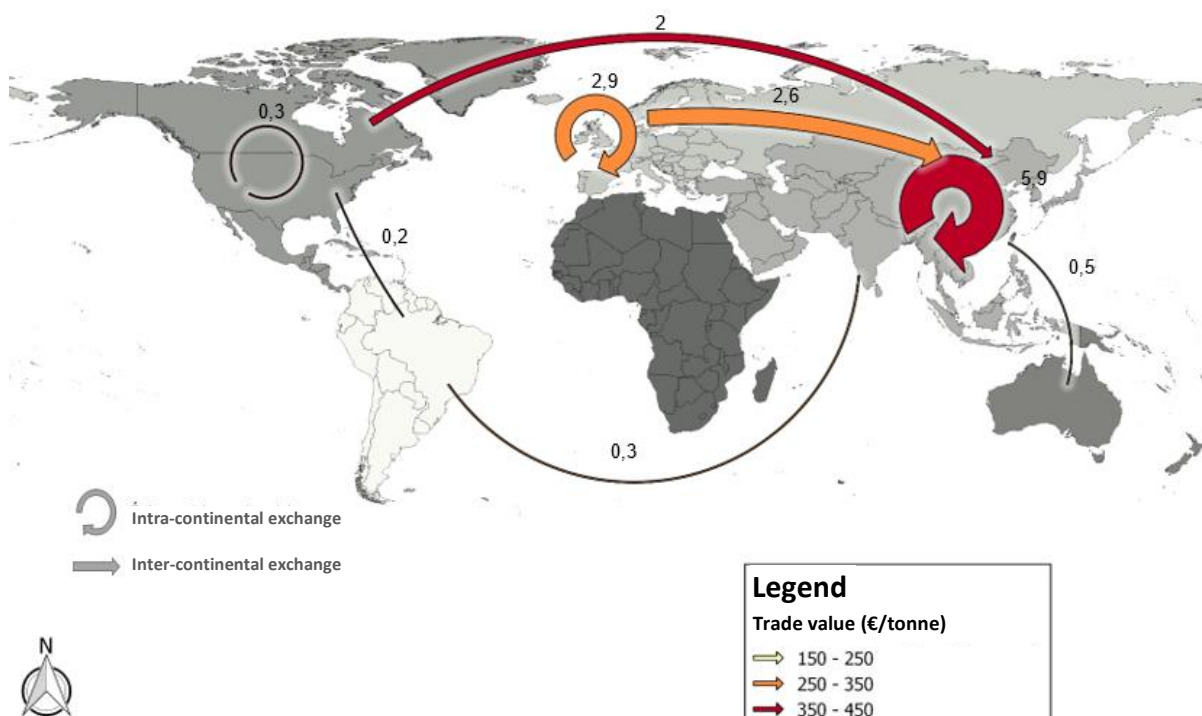 2
2,9
2,6
0,3
5,9
0,2
0,5
0,3
Intra-continental exchange
Inter-continental exchange
Legend
Trade value (€/tonne)
150 - 250
250 - 350
350 - 450
N